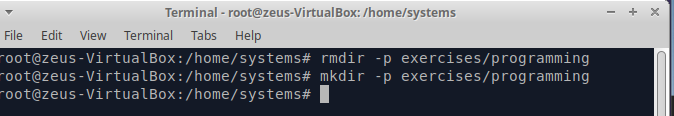 Terminal - root@zeus-VirtualBox: /home/systems
File Edit View Terminal Tabs Help
root@zeus-VirtualBox:/home/systems# rmdir -p exercises/programming
root@zeus-VirtualBox:/home/systems# mkdir -p exercises/programming
root@zeus-VirtualBox:/home/systems#